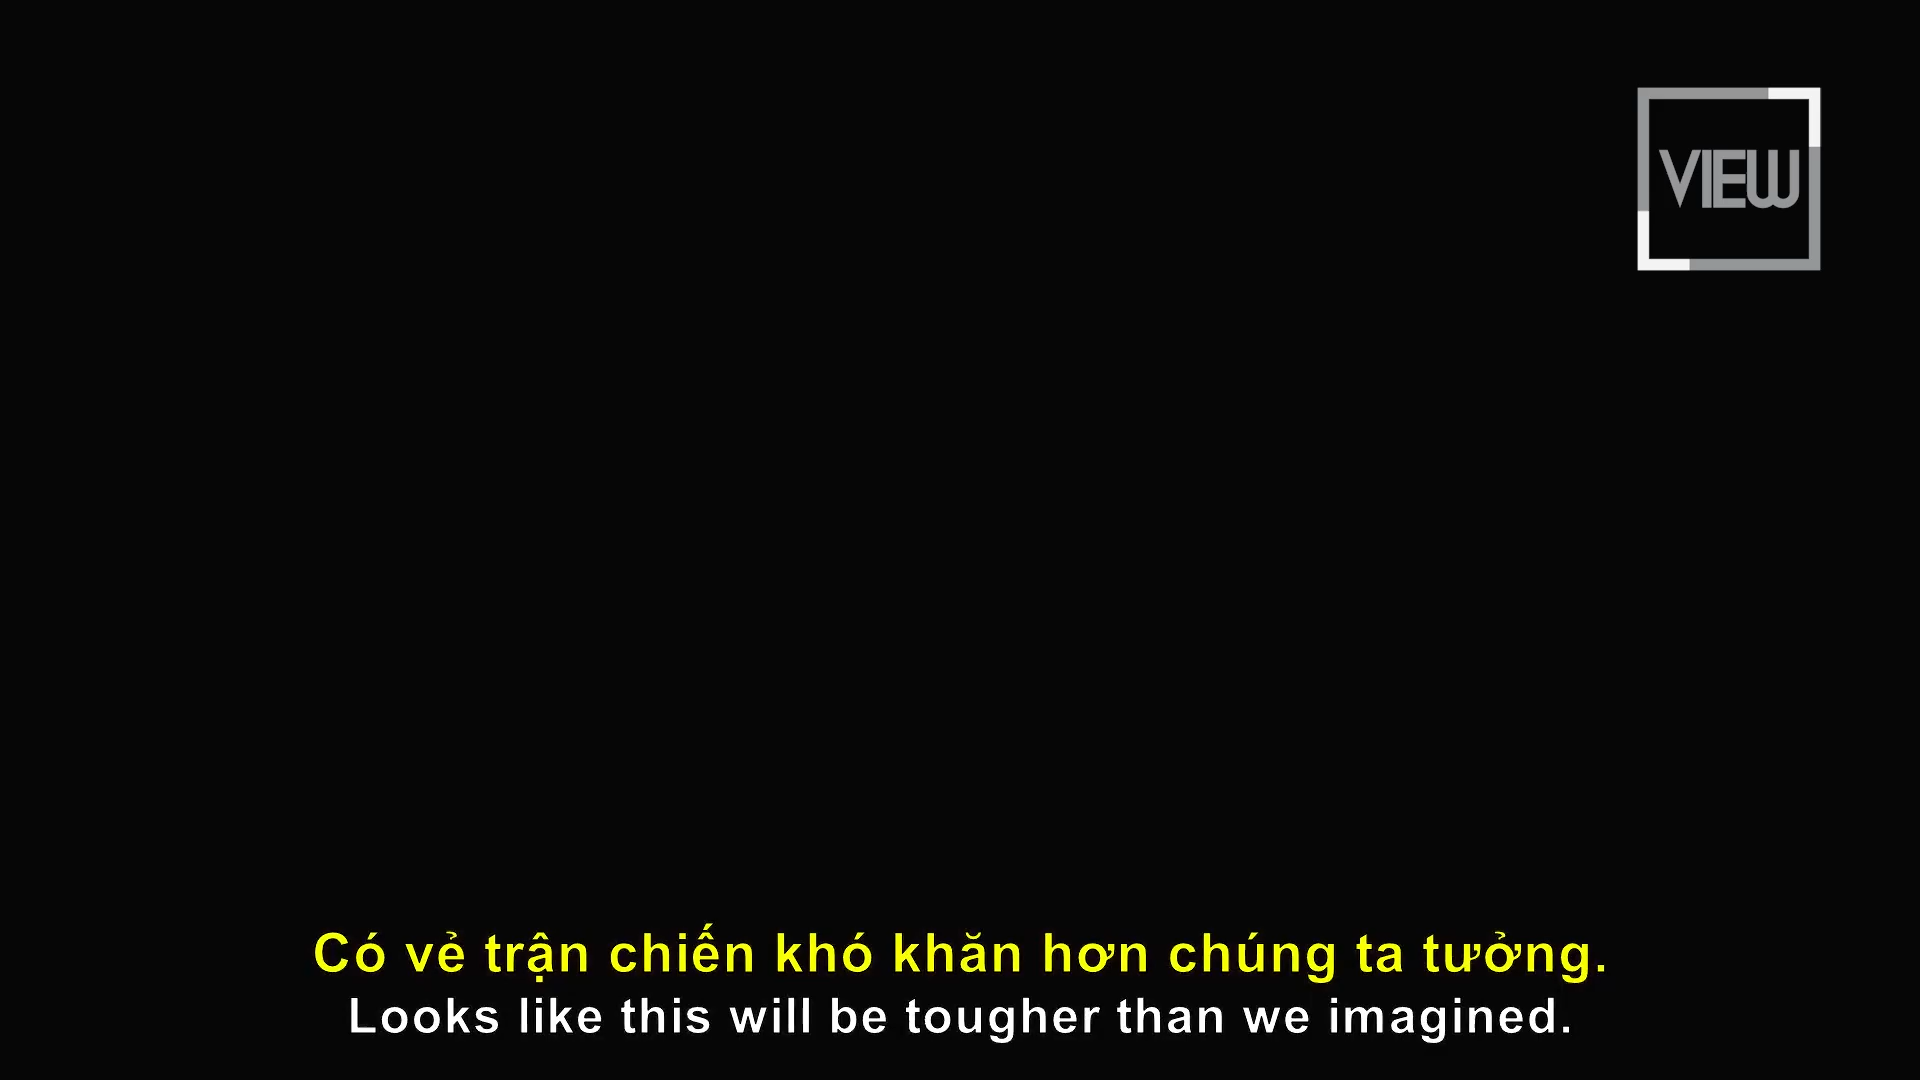 VIEW
Có vẻ trận chiến khó khăn hơn chúng ta tưởng.
Looks like this will be tougher than we imagined.